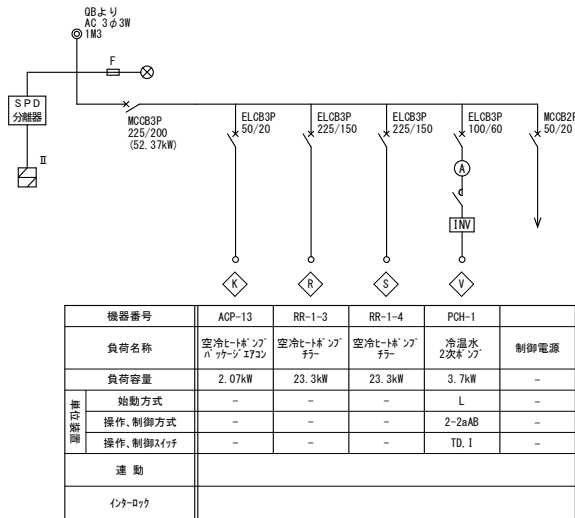 QBより
AC 3φ3W
1M3
F
SPD
分離器
Ⅱ
MCCB3P
225/200
(52.37kW)
ELCB3P
50/20
ELCB3P
225/150
ELCB3P
225/150
ELCB3P
100/60
MCCB2P
50/20
A
INV
K R S V
機器番号 ACP-13 RR-1-3 RR-1-4 PCH-1
負荷名称 空冷ヒートポンプ パッケージエアコン 空冷ヒートポンプ チラー 空冷ヒートポンプ チラー 冷温水 2次ポンプ 制御電源
負荷容量 2.07kW 23.3kW 23.3kW 3.7kW -
単位装置
始動方式 - - - L -
操作、制御方式 - - - 2-2aAB -
操作、制御スイッチ - - - TD.I -
連動
インターロック